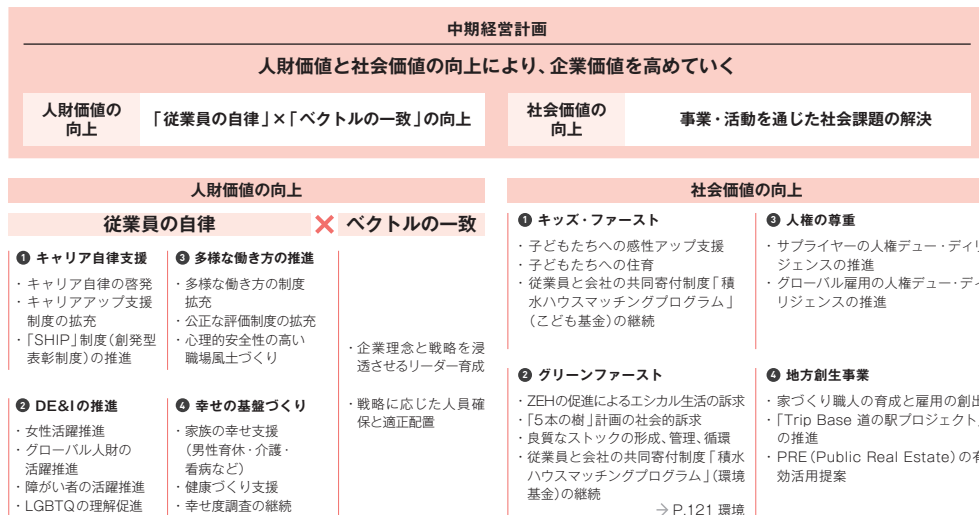 中期経営計画
人財価値と社会価値の向上により、企業価値を高めていく
人財価値の
向上
「従業員の自律」×「ベクトルの一致」の向上
社会価値の
向上
事業・活動を通じた社会課題の解決
人財価値の向上
従業員の自律
×
ベクトルの一致
❶ キャリア自律支援
・キャリア自律の啓発
・キャリアアップ支援
制度の拡充
・「SHIP」制度(創発型
表彰制度)の推進
❷ DE&Iの推進
・女性活躍推進
・グローバル人財の
活躍推進
・障がい者の活躍推進
・LGBTQの理解促進
❸ 多様な働き方の推進
・多様な働き方の制度
拡充
・公正な評価制度の拡充
・心理的安全性の高い
職場風土づくり
❹ 幸せの基盤づくり
・家族の幸せ支援
(男性育休・介護・
看病など)
・健康づくり支援
・幸せ度調査の継続
・企業理念と戦略を浸
透させるリーダー育成
・戦略に応じた人員確
保と適正配置
社会価値の向上
❶ キッズ・ファースト
・子どもたちへの感性アップ支援
・子どもたちへの住育
・従業員と会社の共同寄付制度「積
水ハウスマッチングプログラム」
(こども基金)の継続
❷ グリーンファースト
・ZEHの促進によるエシカル生活の訴求
・「5本の樹」計画の社会的訴求
・良質なストックの形成、管理、循環
・従業員と会社の共同寄付制度「積水
ハウスマッチングプログラム」(環境
基金)の継続
→ P.121 環境
❸ 人権の尊重
・サプライヤーの人権デュー・ディリ
ジェンスの推進
・グローバル雇用の人権デュー・ディ
リジェンスの推進
❹ 地方創生事業
・家づくり職人の育成と雇用の創出
・「Trip Base 道の駅プロジェクト」
の推進
・PRE(Public Real Estate)の有
効活用提案